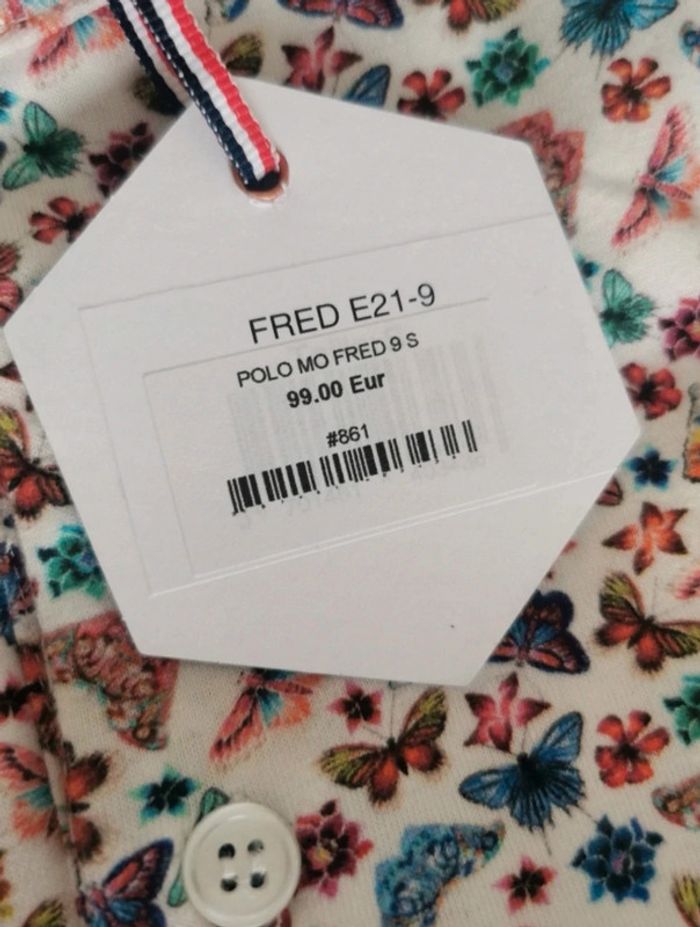 FRED E21-9
POLO MO FRED 9 S
99.00 Eur
#861